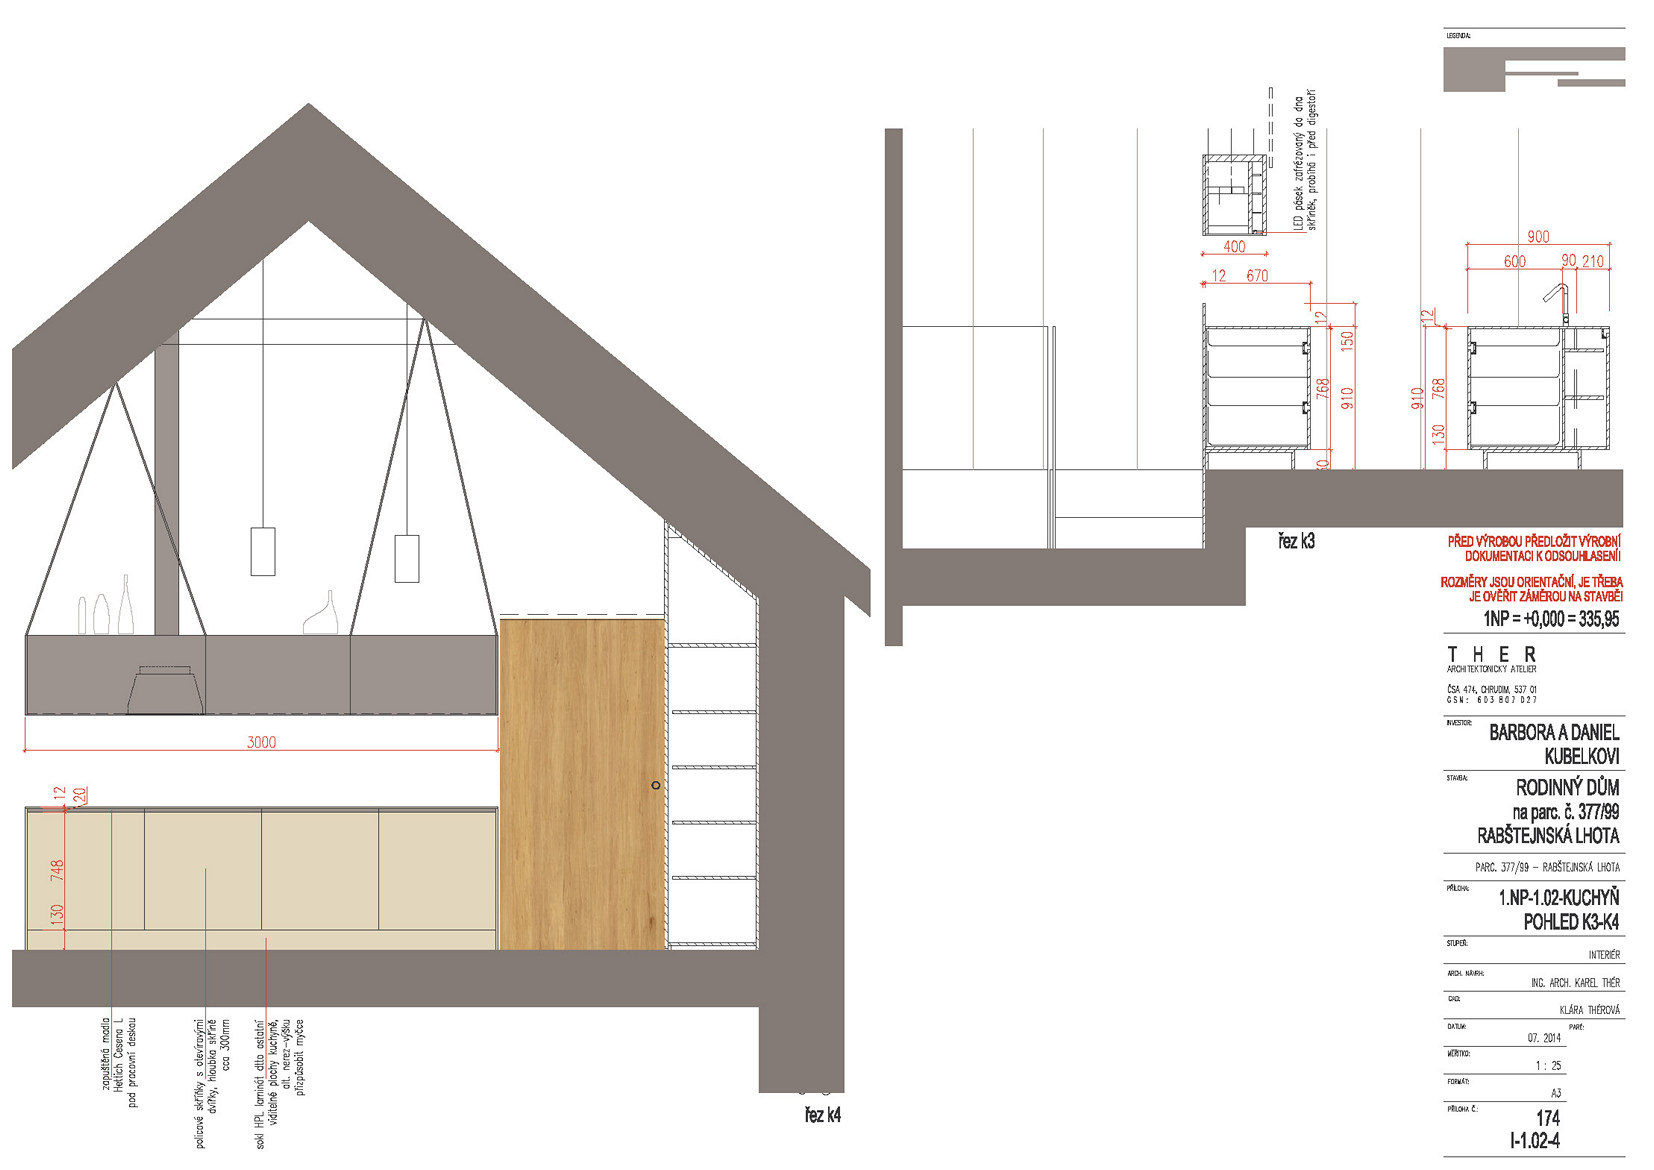 LEGENDA:
LED pásek zafrézovaný do dna
skříněk, probíhá i před digestoří
400
12 670
12
150
768
910
900
600 90 210
12
768
910
130
řez k3
3000
12
20
748
130
zapuštěná madla
Hettich Cesena L
pod pracovní deskou
policové skříňky s otevíravými
dvířky, hloubka skříně
cca 300mm
sokl HPL laminát dtto ostatní
viditelné plochy kuchyně,
alt. nerez-výšku
přizpůsobit myčce
řez k4
PŘED VÝROBOU PŘEDLOŽIT VÝROBNÍ
DOKUMENTACI K ODSOUHLASENÍ!
ROZMĚRY JSOU ORIENTAČNÍ, JE TŘEBA
JE OVĚŘIT ZÁMĚROU NA STAVBĚ!
1NP = +0,000 = 335,95
THER
ARCHITEKTONICKÝ ATELIER
ČSA 474, CHRUDIM, 537 01
GSN: 603 807 027
INVESTOR:
BARBORA A DANIEL
KUBELKOVI
STAVBA:
RODINNÝ DŮM
na parc. č. 377/99
RABŠTEJNSKÁ LHOTA
PARC. 377/99 – RABŠTEJNSKÁ LHOTA
PŘÍLOHA:
1.NP-1.02-KUCHYŇ
POHLED K3-K4
STUPEŇ:
INTERIÉR
ARCH. NÁVRH:
ING. ARCH. KAREL THÉR
CAD:
KLÁRA THÉROVÁ
DATUM:
PARÉ:
07. 2014
MĚŘÍTKO:
1 : 25
FORMÁT:
A3
PŘÍLOHA Č.:
174
I-1.02-4